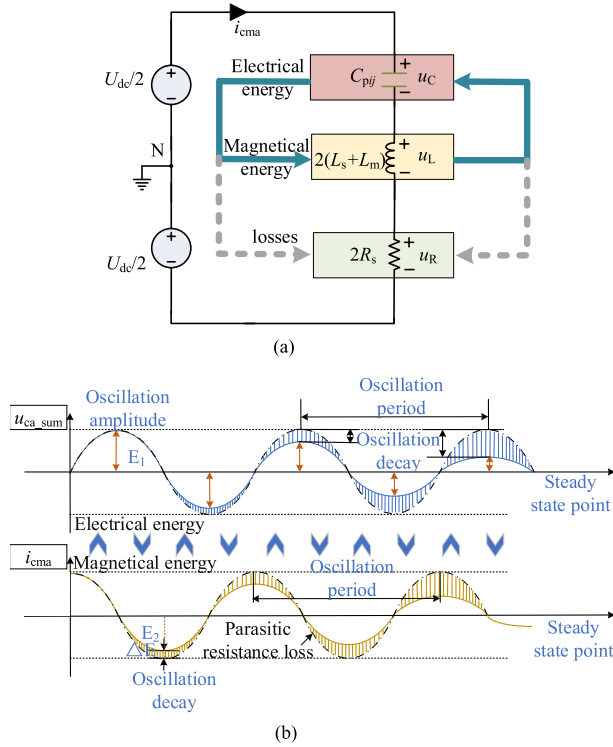 i_cma
U_dc/2
+
−
Electrical
energy
C_pij
+
−
u_C
N
Magnetical
energy
2(L_s+L_m)
+
−
u_L
losses
U_dc/2
+
−
2R_s
+
−
u_R
(a)
u_ca_sum
Oscillation
amplitude
E_1
Oscillation
period
Oscillation
decay
Steady
state point
Electrical energy
i_cma
Magnetical energy
Oscillation
period
E_2
△
Parasitic
resistance loss
Oscillation
decay
Steady
state point
(b)